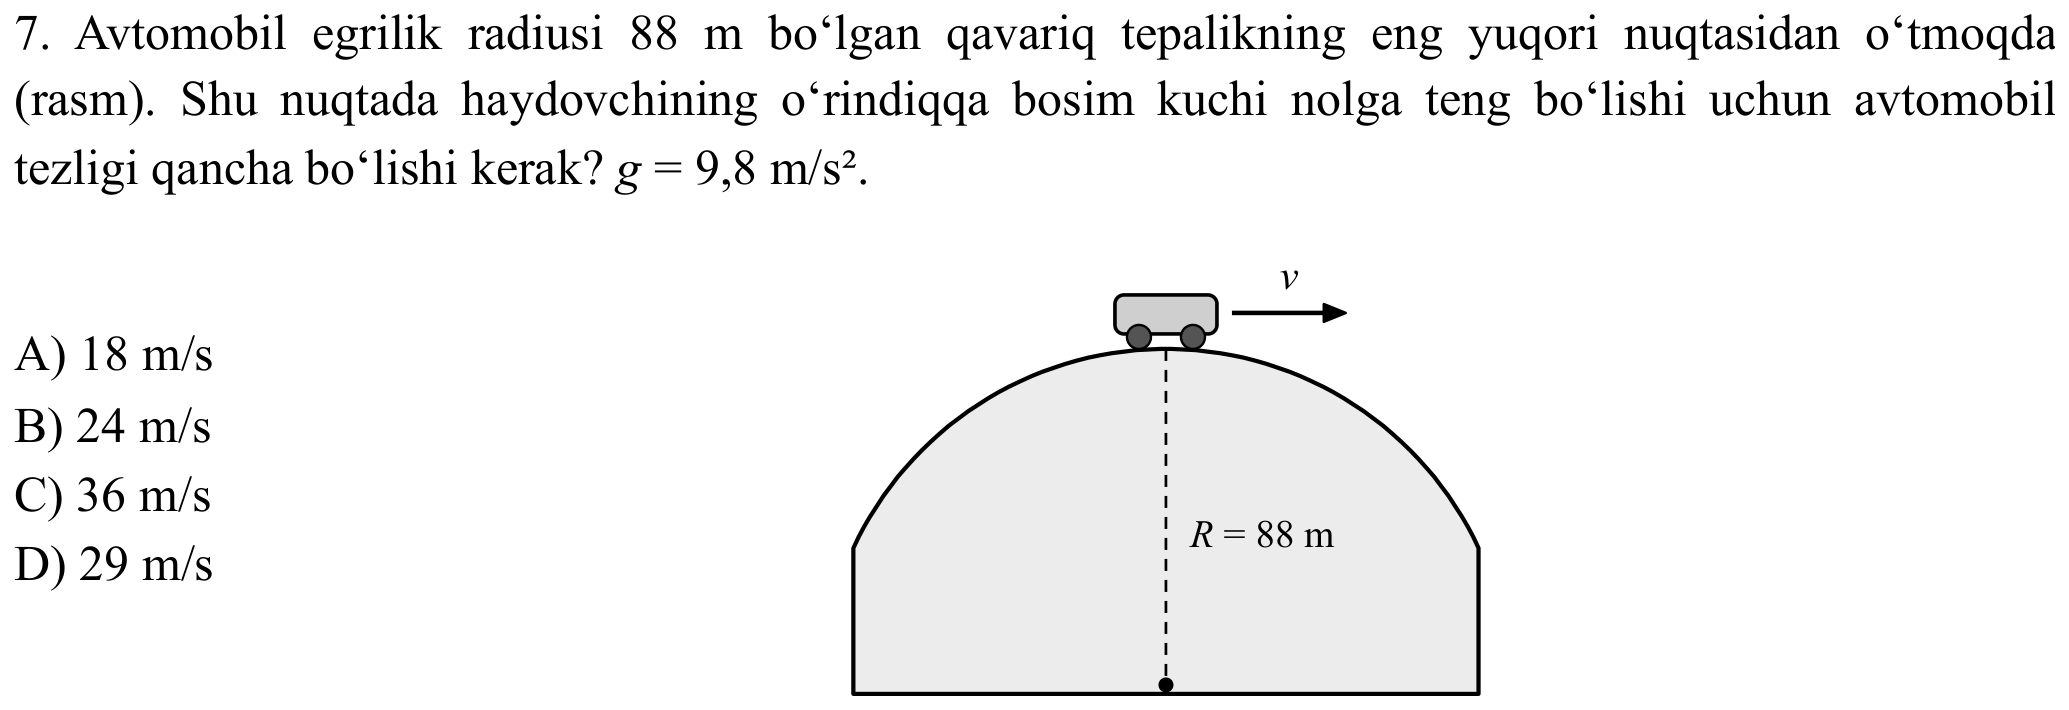 7. Avtomobil egrilik radiusi 88 m bo‘lgan qavariq tepalikning eng yuqori nuqtasidan o‘tmoqda
(rasm). Shu nuqtada haydovchining o‘rindiqqa bosim kuchi nolga teng bo‘lishi uchun avtomobil
tezligi qancha bo‘lishi kerak? g = 9,8 m/s².
v
A) 18 m/s
B) 24 m/s
C) 36 m/s
D) 29 m/s
R = 88 m